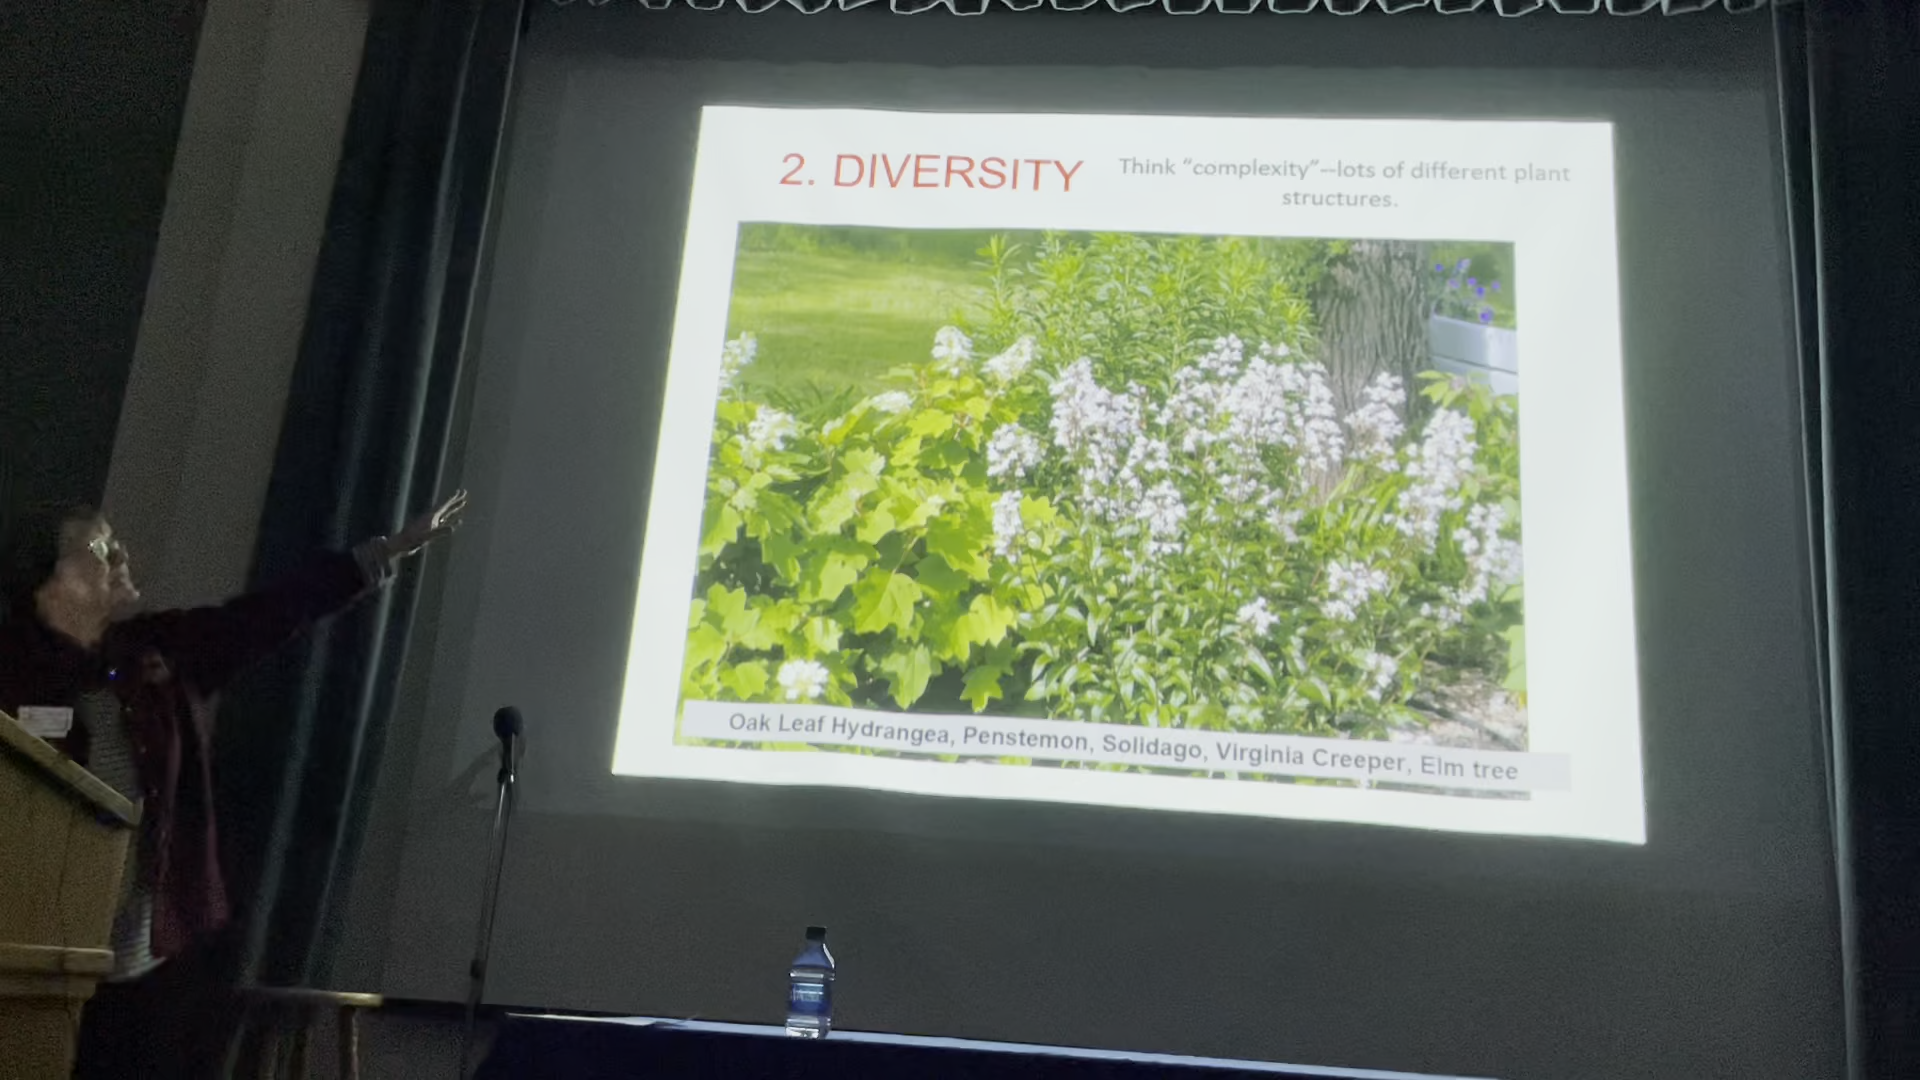 2. DIVERSITY
Think “complexity”--lots of different plant
structures.
Oak Leaf Hydrangea, Penstemon, Solidago, Virginia Creeper, Elm tree